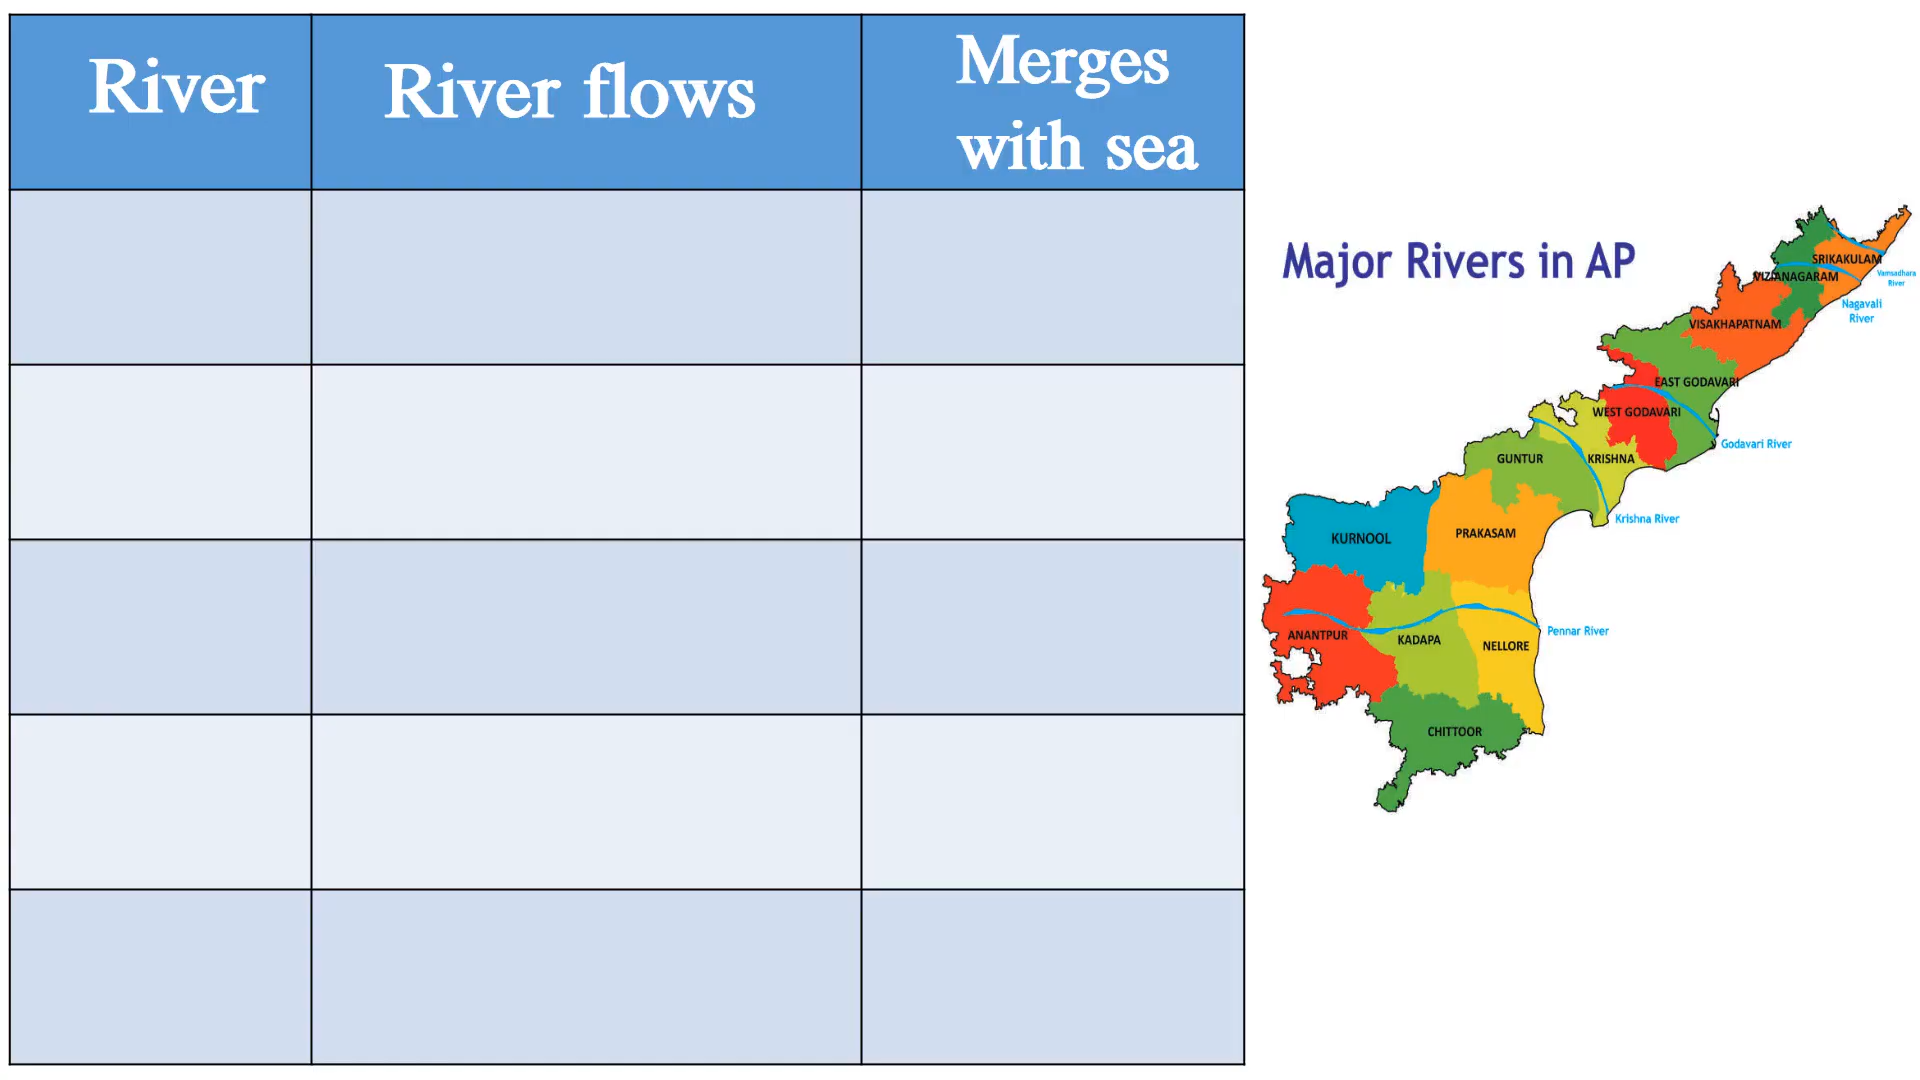 River
River flows
Merges
with sea
Major Rivers in AP
SRIKAKULAM
VIZIANAGARAM
Vamsadhara
River
Nagavali
River
VISAKHAPATNAM
EAST GODAVARI
WEST GODAVARI
Godavari River
GUNTUR
KRISHNA
Krishna River
KURNOOL
PRAKASAM
ANANTPUR
KADAPA
NELLORE
Pennar River
CHITTOOR